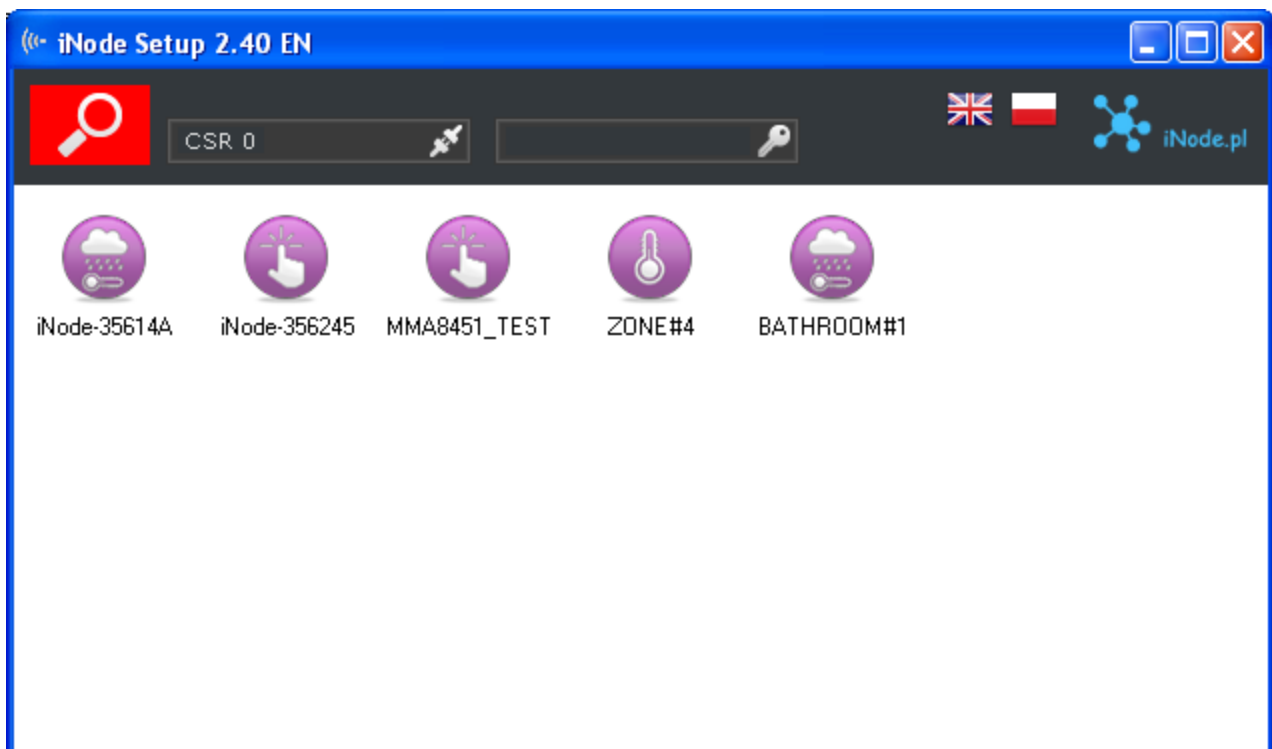 iNode Setup 2.40 EN
CSR 0
iNode.pl
iNode-35614A
iNode-356245
MMA8451_TEST
ZONE#4
BATHROOM#1